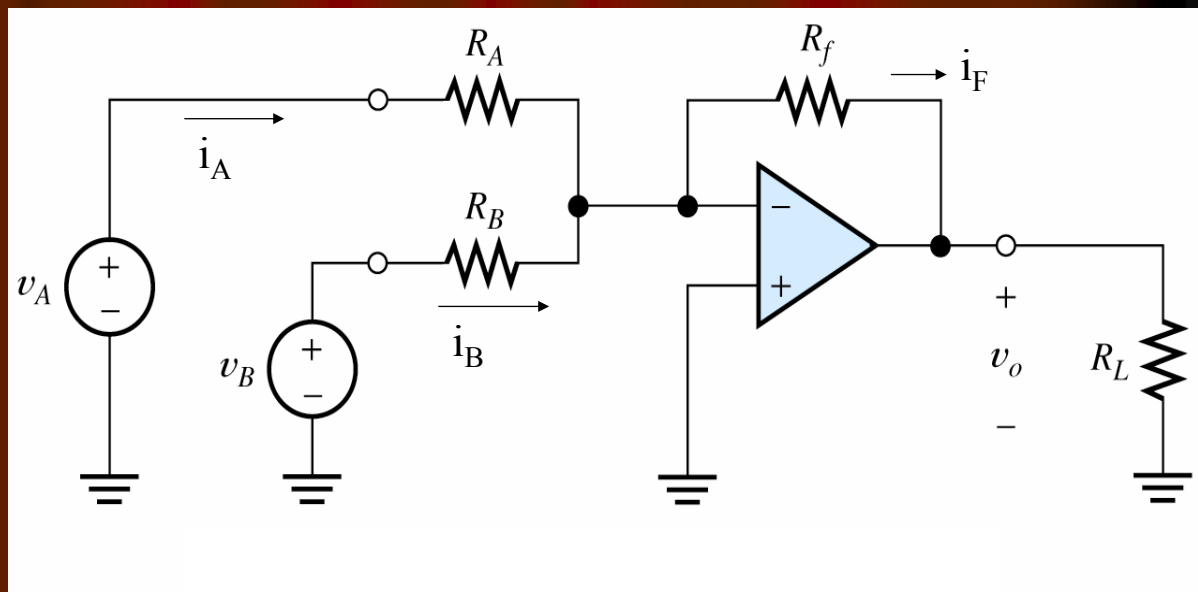 R_A
R_f
i_F
i_A
R_B
−
+
v_A
+
−
i_B
v_B
+
−
+
v_o
−
R_L